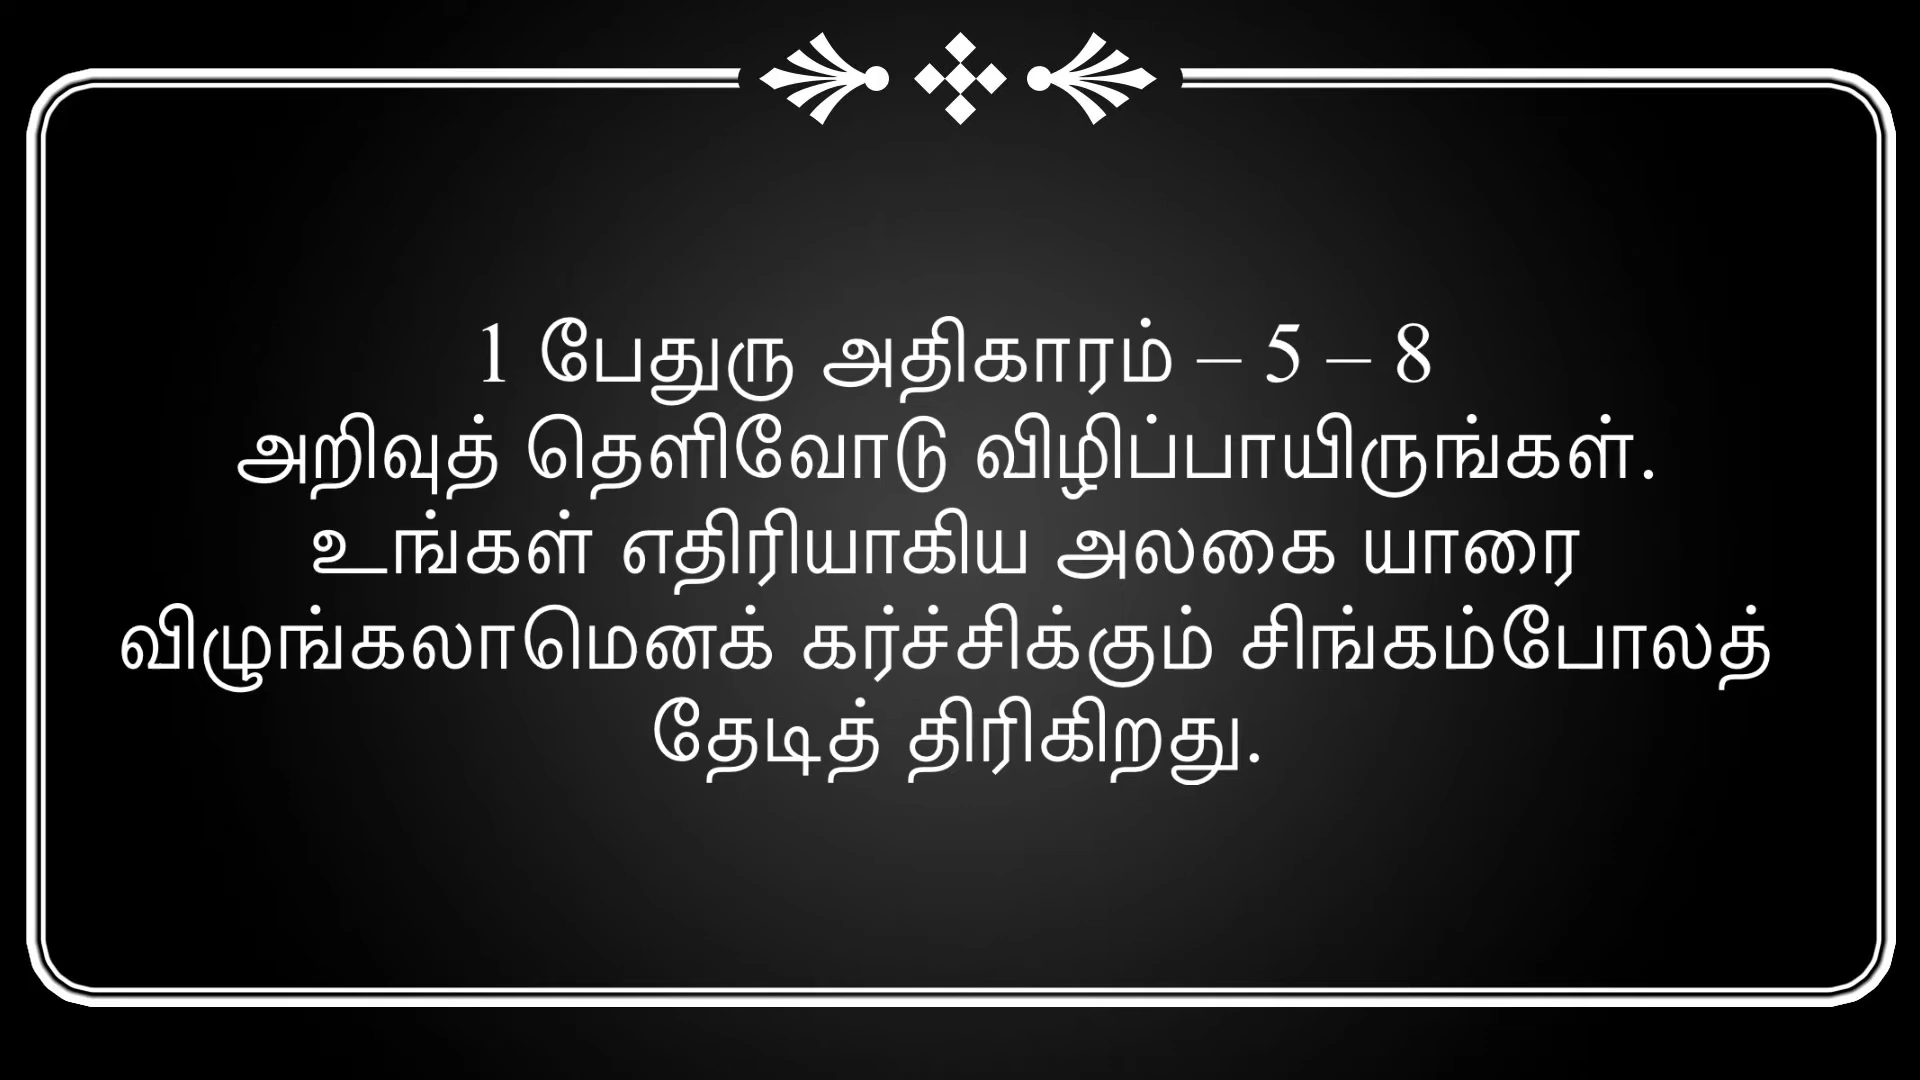 1 பேதுரு அதிகாரம் – 5 – 8
அறிவுத் தெளிவோடு விழிப்பாயிருங்கள்.
உங்கள் எதிரியாகிய அலகை யாரை
விழுங்கலாமெனக் கர்ச்சிக்கும் சிங்கம்போலத்
தேடித் திரிகிறது.